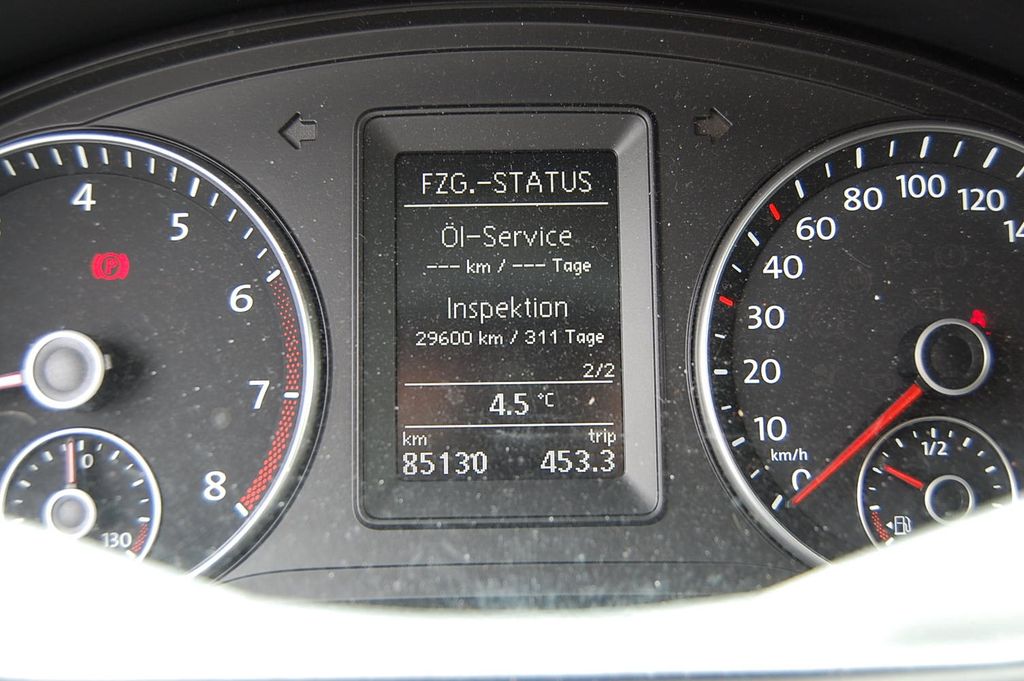 FZG.-STATUS
Öl-Service
--- km / --- Tage
Inspektion
29600 km / 311 Tage
2/2
4.5 °C
km trip
85130 453.3
4
5
6
7
8
P
130
0
10
20
30
40
60
80
100
120
km/h
1/2